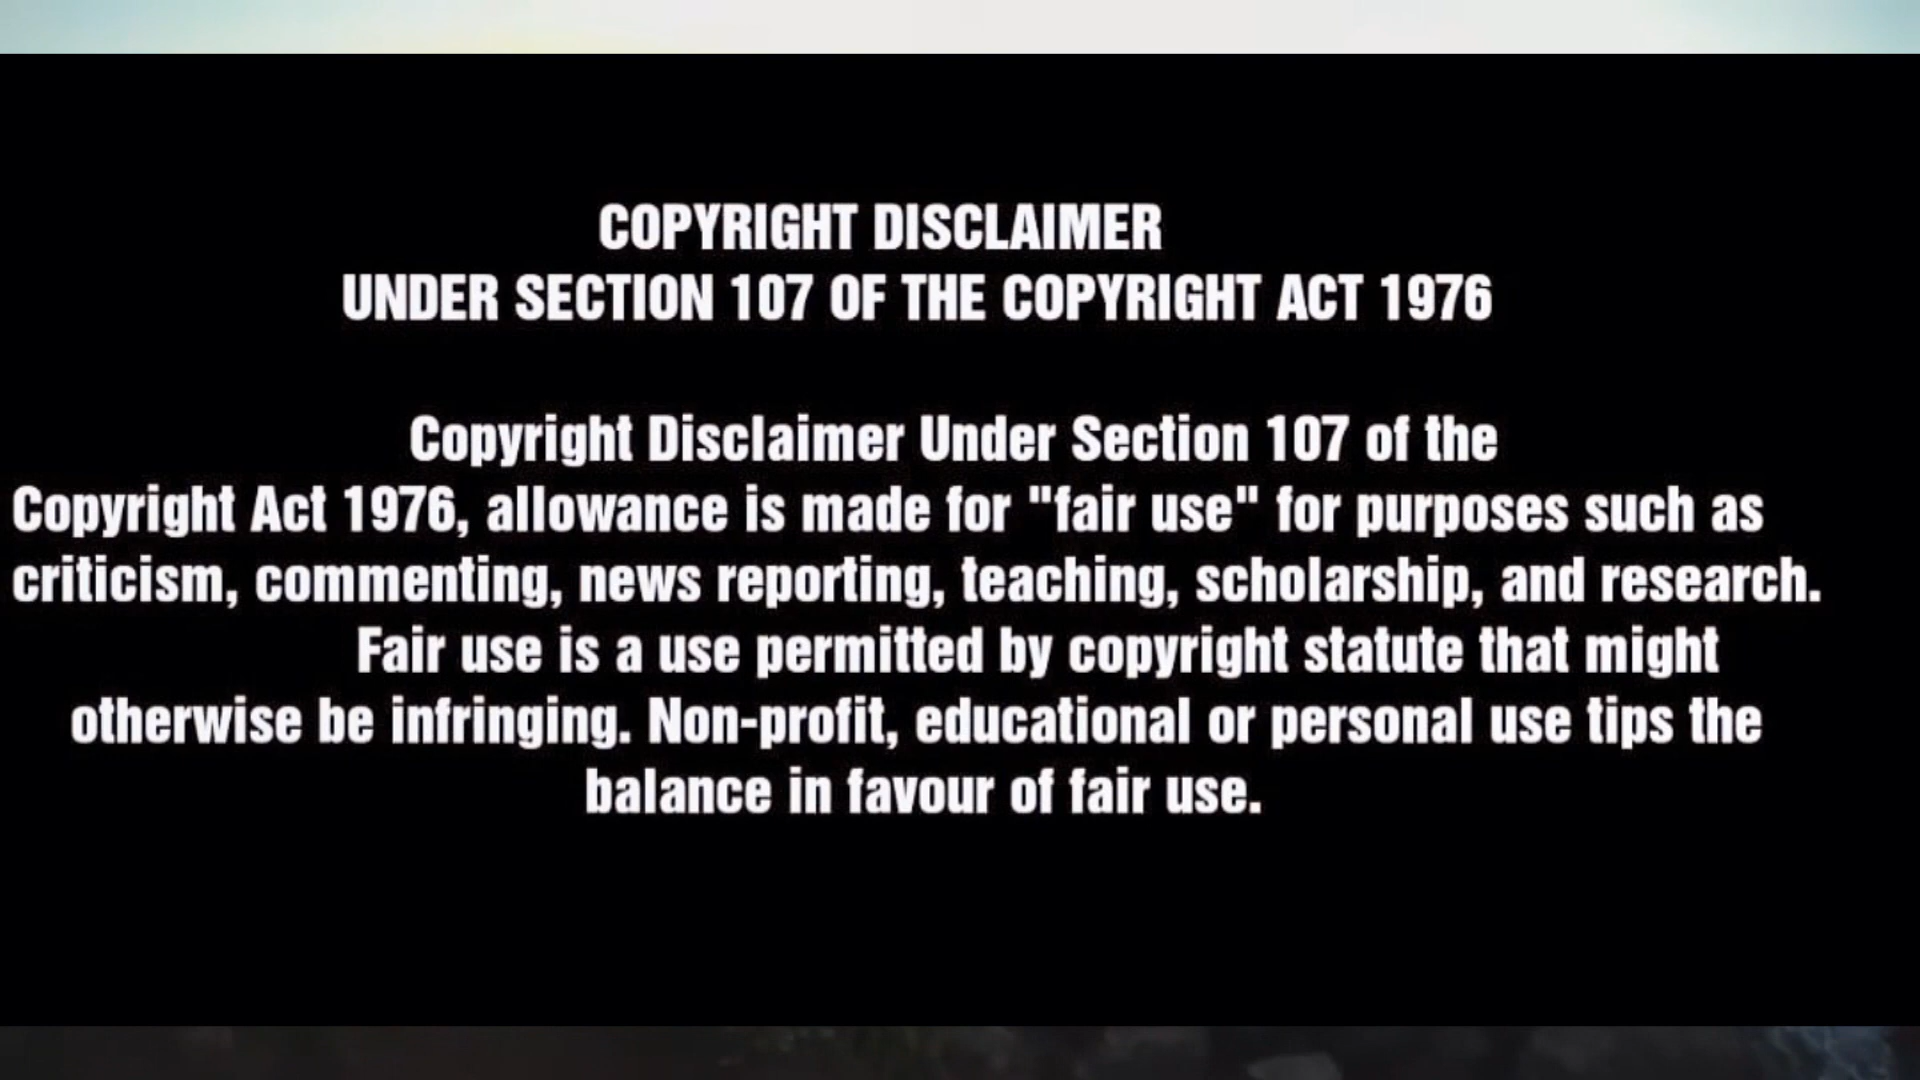 COPYRIGHT DISCLAIMER
UNDER SECTION 107 OF THE COPYRIGHT ACT 1976
Copyright Disclaimer Under Section 107 of the
Copyright Act 1976, allowance is made for "fair use" for purposes such as
criticism, commenting, news reporting, teaching, scholarship, and research.
Fair use is a use permitted by copyright statute that might
otherwise be infringing. Non-profit, educational or personal use tips the
balance in favour of fair use.